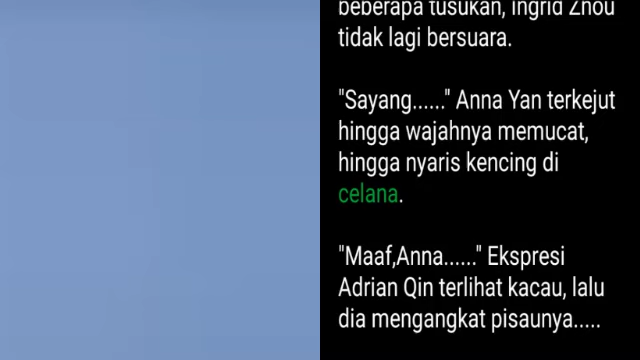 beberapa tusukan, Ingrid Zhou
tidak lagi bersuara.
"Sayang......" Anna Yan terkejut
hingga wajahnya memucat,
hingga nyaris kencing di
celana.
"Maaf,Anna......" Ekspresi
Adrian Qin terlihat kacau, lalu
dia mengangkat pisaunya.....